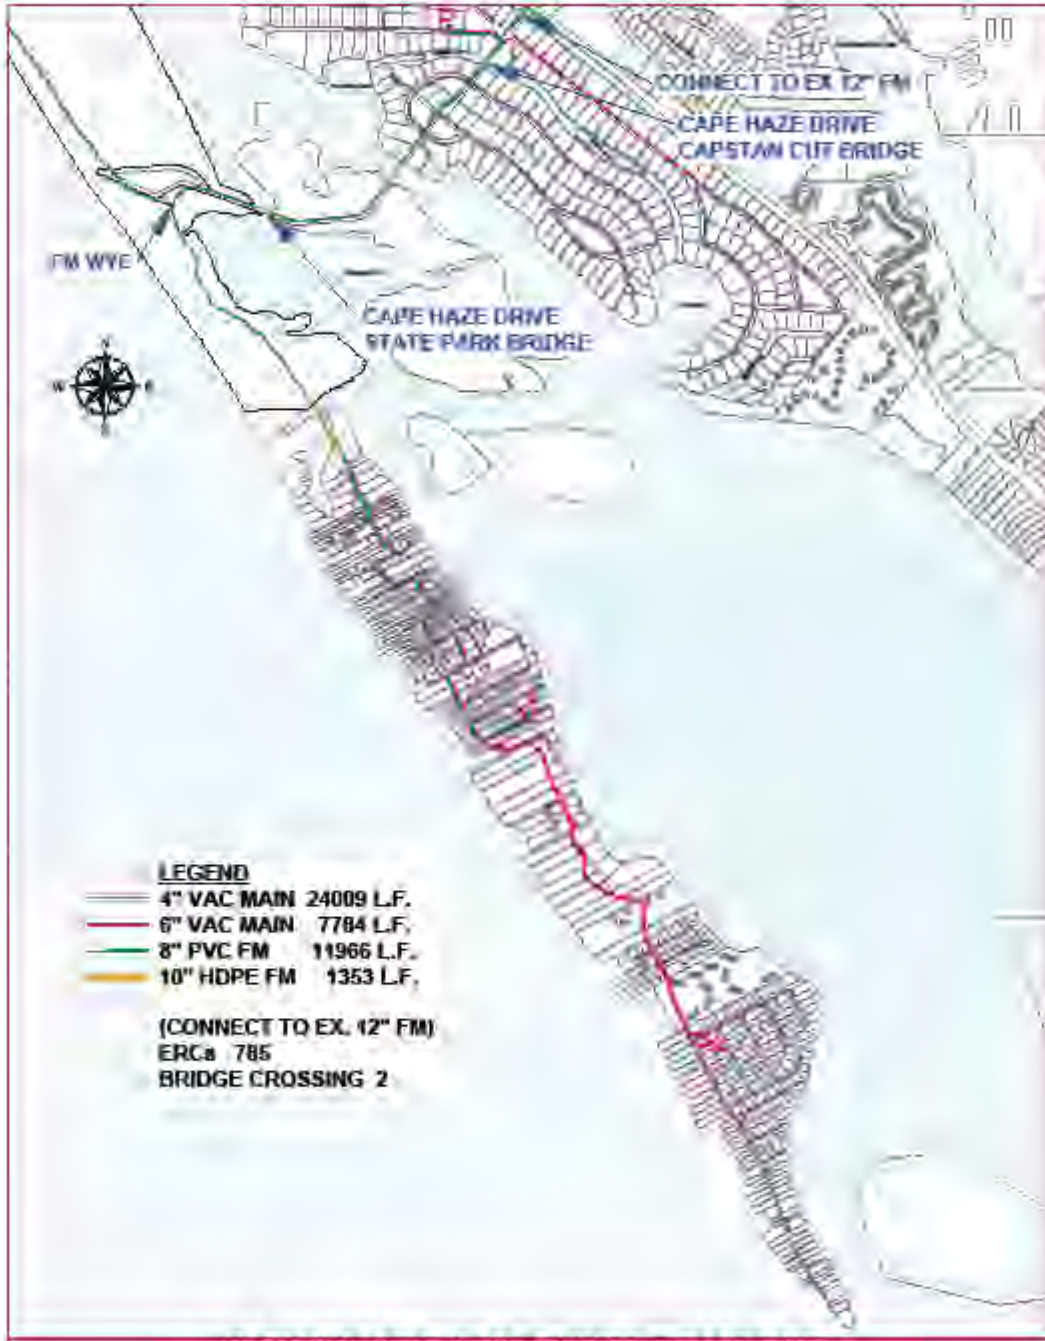 CONNECT TO EX 12" FM
CAPE HAZE DRIVE
CAPSTAN CUT BRIDGE
FM WYE
CAPE HAZE DRIVE
STATE PARK BRIDGE
N
W E
S
LEGEND
4" VAC MAIN 24009 L.F.
6" VAC MAIN 7784 L.F.
8" PVC FM 11966 L.F.
10" HDPE FM 1353 L.F.
(CONNECT TO EX. 12" FM)
ERCs 785
BRIDGE CROSSING 2